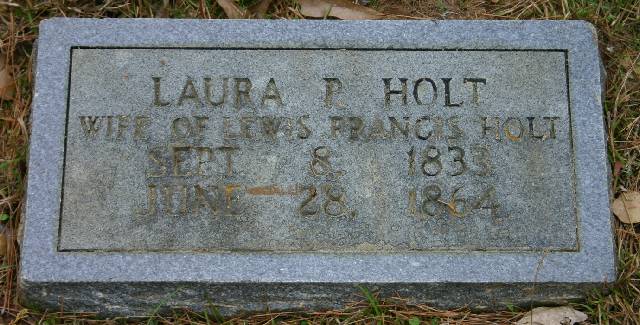 LAURA P. HOLT
WIFE OF LEWIS FRANCIS HOLT
SEPT. 8, 1833
JUNE 28, 1864